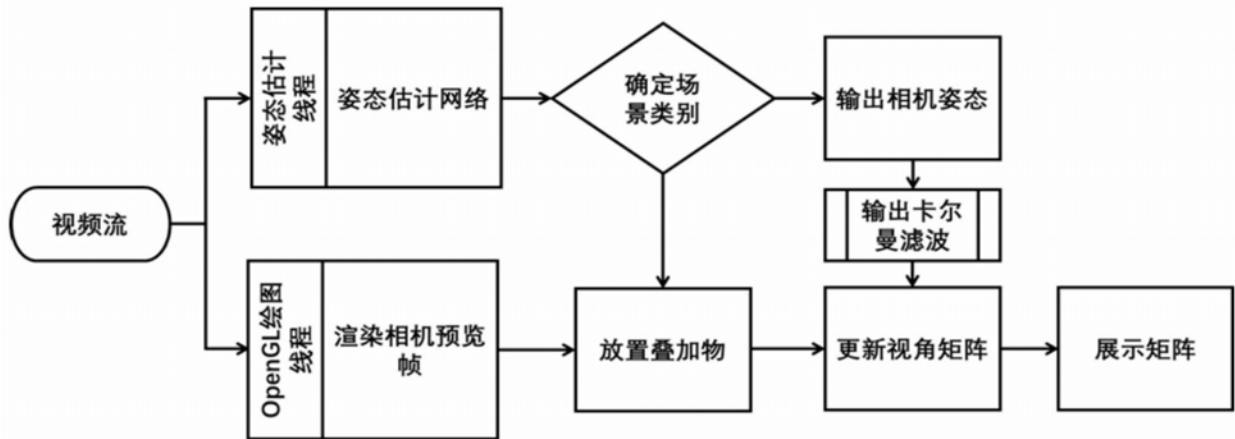 姿态估计
线程
姿态估计网络
确定场
景类别
输出相机姿态
视频流
输出卡尔
曼滤波
OpenGL绘图
线程
渲染相机预览
帧
放置叠加物
更新视角矩阵
展示矩阵